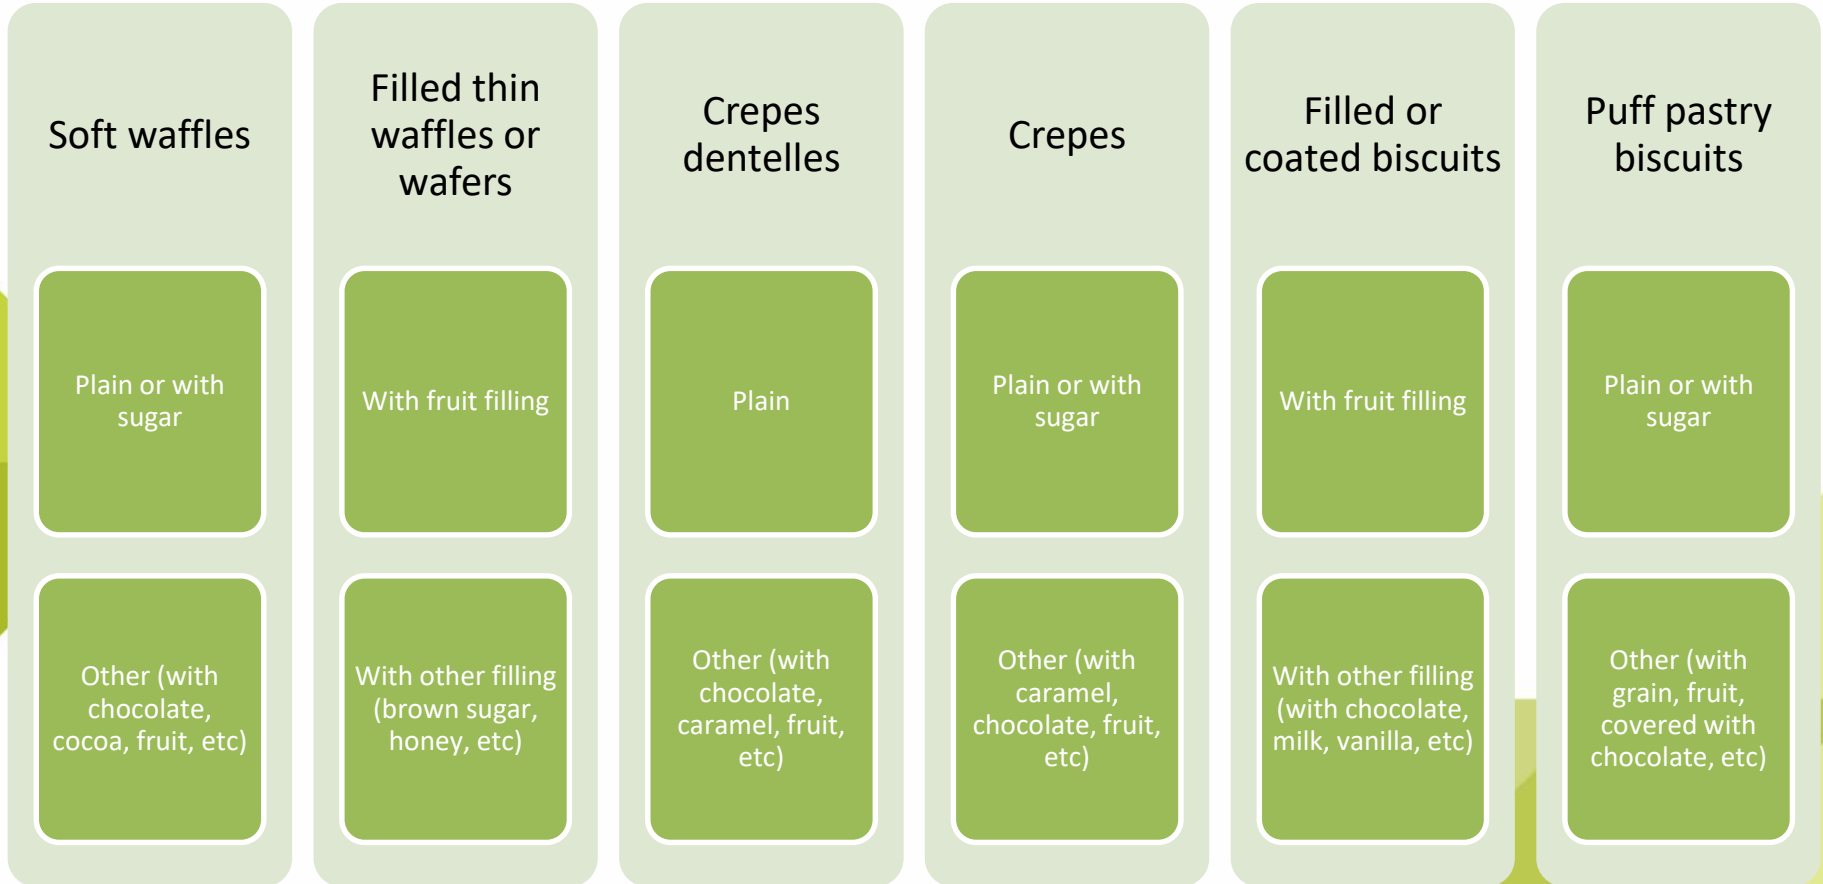 Soft waffles
Plain or with
sugar
Other (with
chocolate,
cocoa, fruit, etc)
Filled thin
waffles or
wafers
With fruit filling
With other filling
(brown sugar,
honey, etc)
Crepes
dentelles
Plain
Other (with
chocolate,
caramel, fruit,
etc)
Crepes
Plain or with
sugar
Other (with
caramel,
chocolate, fruit,
etc)
Filled or
coated biscuits
With fruit filling
With other filling
(with chocolate,
milk, vanilla, etc)
Puff pastry
biscuits
Plain or with
sugar
Other (with
grain, fruit,
covered with
chocolate, etc)